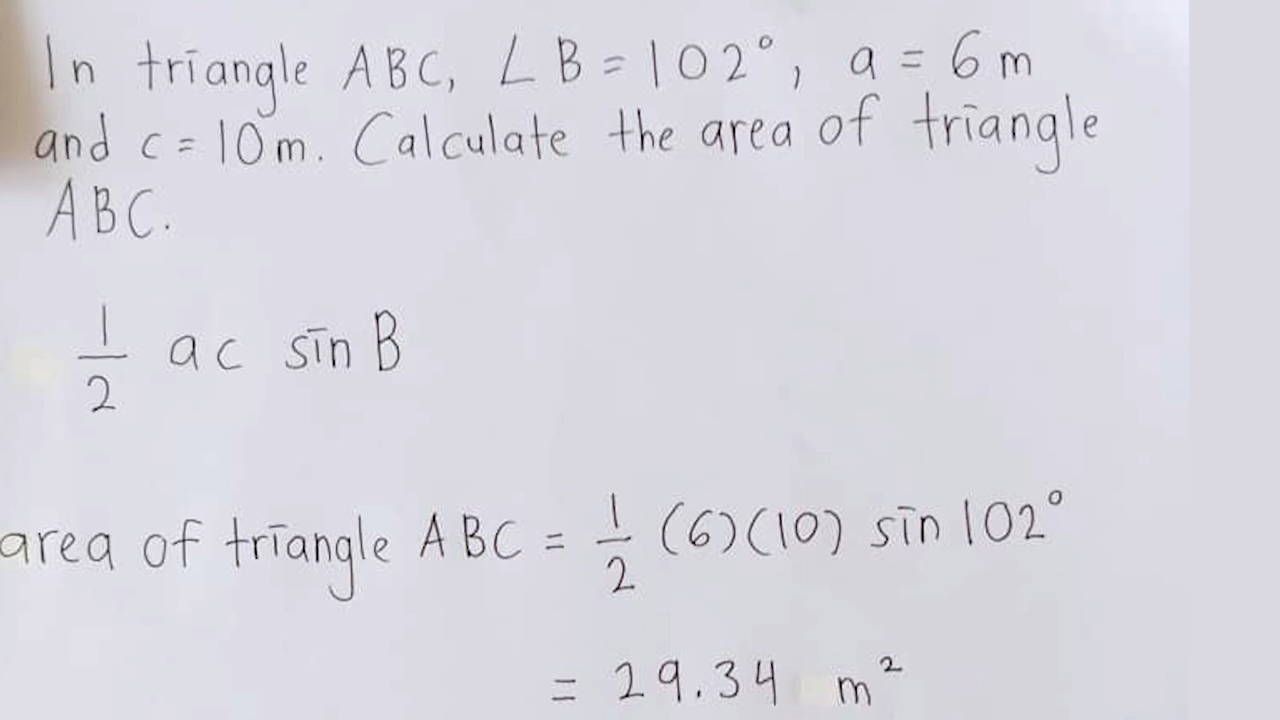 In triangle ABC, ∠B = 102°, a = 6 m
and c = 10 m. Calculate the area of triangle
ABC.
1/2 ac sin B
area of triangle ABC = 1/2 (6)(10) sin 102°
= 29.34 m²